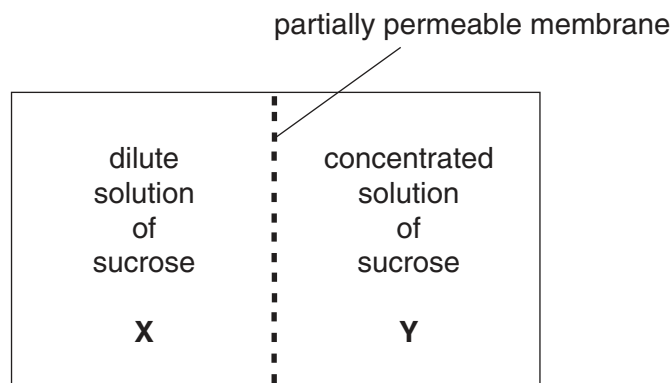 partially permeable membrane
dilute
solution
of
sucrose
X
concentrated
solution
of
sucrose
Y